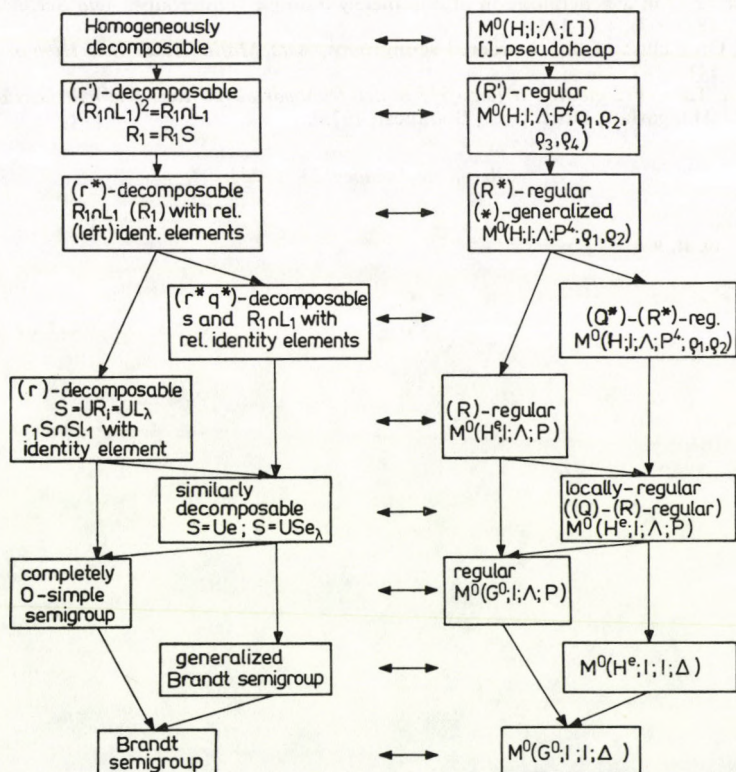 Homogeneously
decomposable
M⁰(H;I;Λ;[ ])
[ ]-pseudoheap
(r')-decomposable
(R₁∩L₁)²=R₁∩L₁
R₁=R₁S
(R')-regular
M⁰(H;I;Λ;P⁴;ϱ₁,ϱ₂,
ϱ₃,ϱ₄)
(r*)-decomposable
R₁∩L₁ (R₁) with rel.
(left)ident. elements
(R*)-regular
(*)-generalized
M⁰(H;I;Λ;P⁴;ϱ₁,ϱ₂)
(r* q*)-decomposable
s and R₁∩L₁ with
rel. identity elements
(Q*)-(R*)-reg.
M⁰(H;I;Λ;P⁴;ϱ₁,ϱ₂)
(r)-decomposable
S=URᵢ=UL_λ
r₁S∩Sl₁ with
identity element
(R)-regular
M⁰(Hᵉ;I;Λ;P)
similarly
decomposable
S=Ue; S=USe_λ
locally-regular
((Q)-(R)-regular)
M⁰(Hᵉ;I;Λ;P)
completely
0-simple
semigroup
regular
M⁰(G⁰;I;Λ;P)
generalized
Brandt semigroup
M⁰(Hᵉ;I;I;Δ)
Brandt
semigroup
M⁰(G⁰;I;I;Δ)